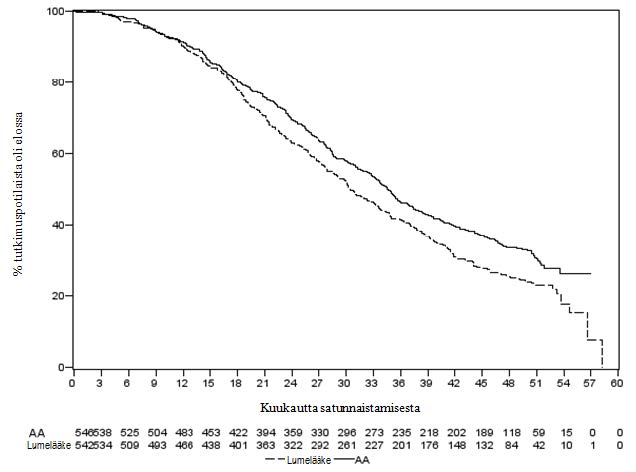 100
80
60
40
20
0
% tutkimuspotilaista oli elossa
0 3 6 9 12 15 18 21 24 27 30 33 36 39 42 45 48 51 54 57 60
Kuukautta satunnaistamisesta
AA 546 538 525 504 483 453 422 394 359 330 296 273 235 218 202 189 118 59 15 0 0
Lumelääke 542 534 509 493 466 438 401 363 322 292 261 227 201 176 148 132 84 42 10 1 0
Lumelääke AA